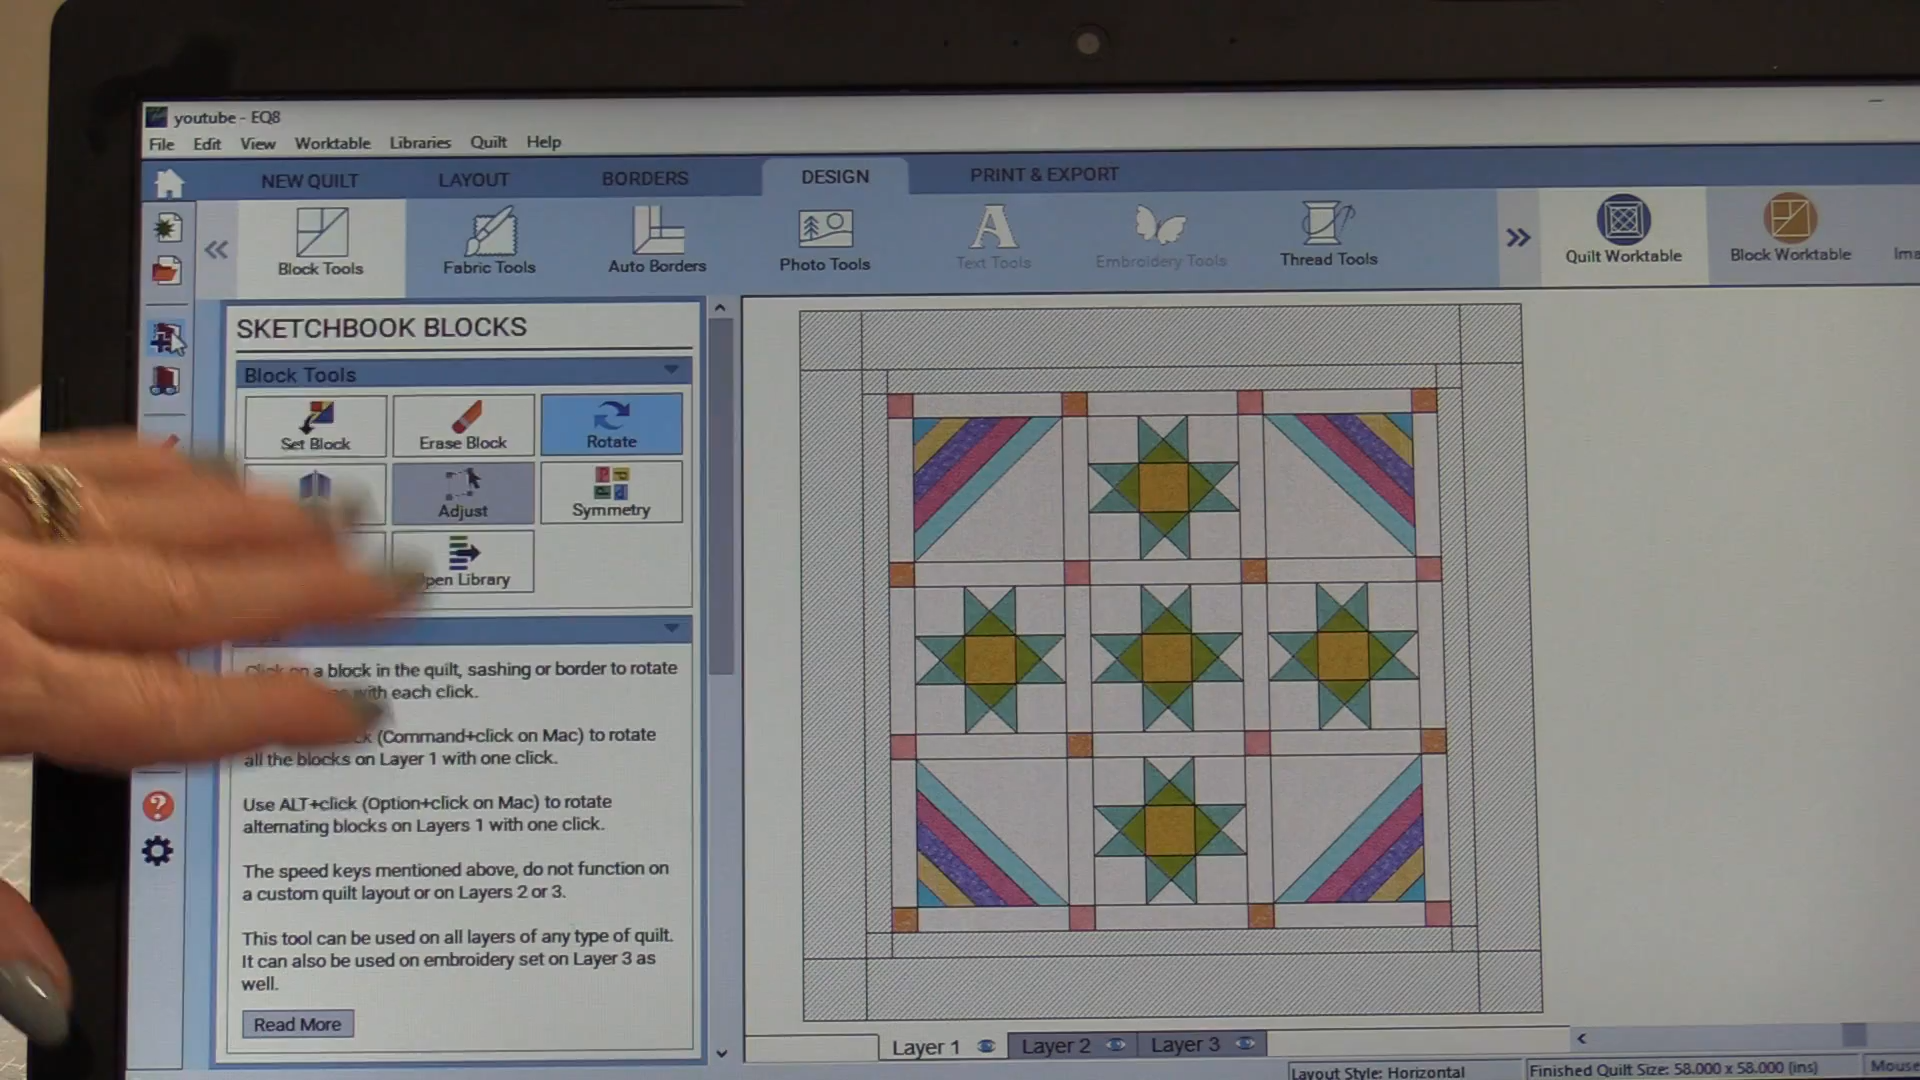 youtube - EQ8
File Edit View Worktable Libraries Quilt Help
NEW QUILT LAYOUT BORDERS DESIGN PRINT & EXPORT
Block Tools Fabric Tools Auto Borders Photo Tools Text Tools Embroidery Tools Thread Tools Quilt Worktable Block Worktable
SKETCHBOOK BLOCKS
Block Tools
Set Block Erase Block Rotate
Adjust Symmetry
Open Library
Click on a block in the quilt, sashing or border to rotate
with each click.
(Command+click on Mac) to rotate
all the blocks on Layer 1 with one click.
Use ALT+click (Option+click on Mac) to rotate
alternating blocks on Layers 1 with one click.
The speed keys mentioned above, do not function on
a custom quilt layout or on Layers 2 or 3.
This tool can be used on all layers of any type of quilt.
It can also be used on embroidery set on Layer 3 as
well.
Read More
Layer 1 Layer 2 Layer 3
Layout Style: Horizontal Finished Quilt Size: 58.000 x 58.000 (ins) Mouse